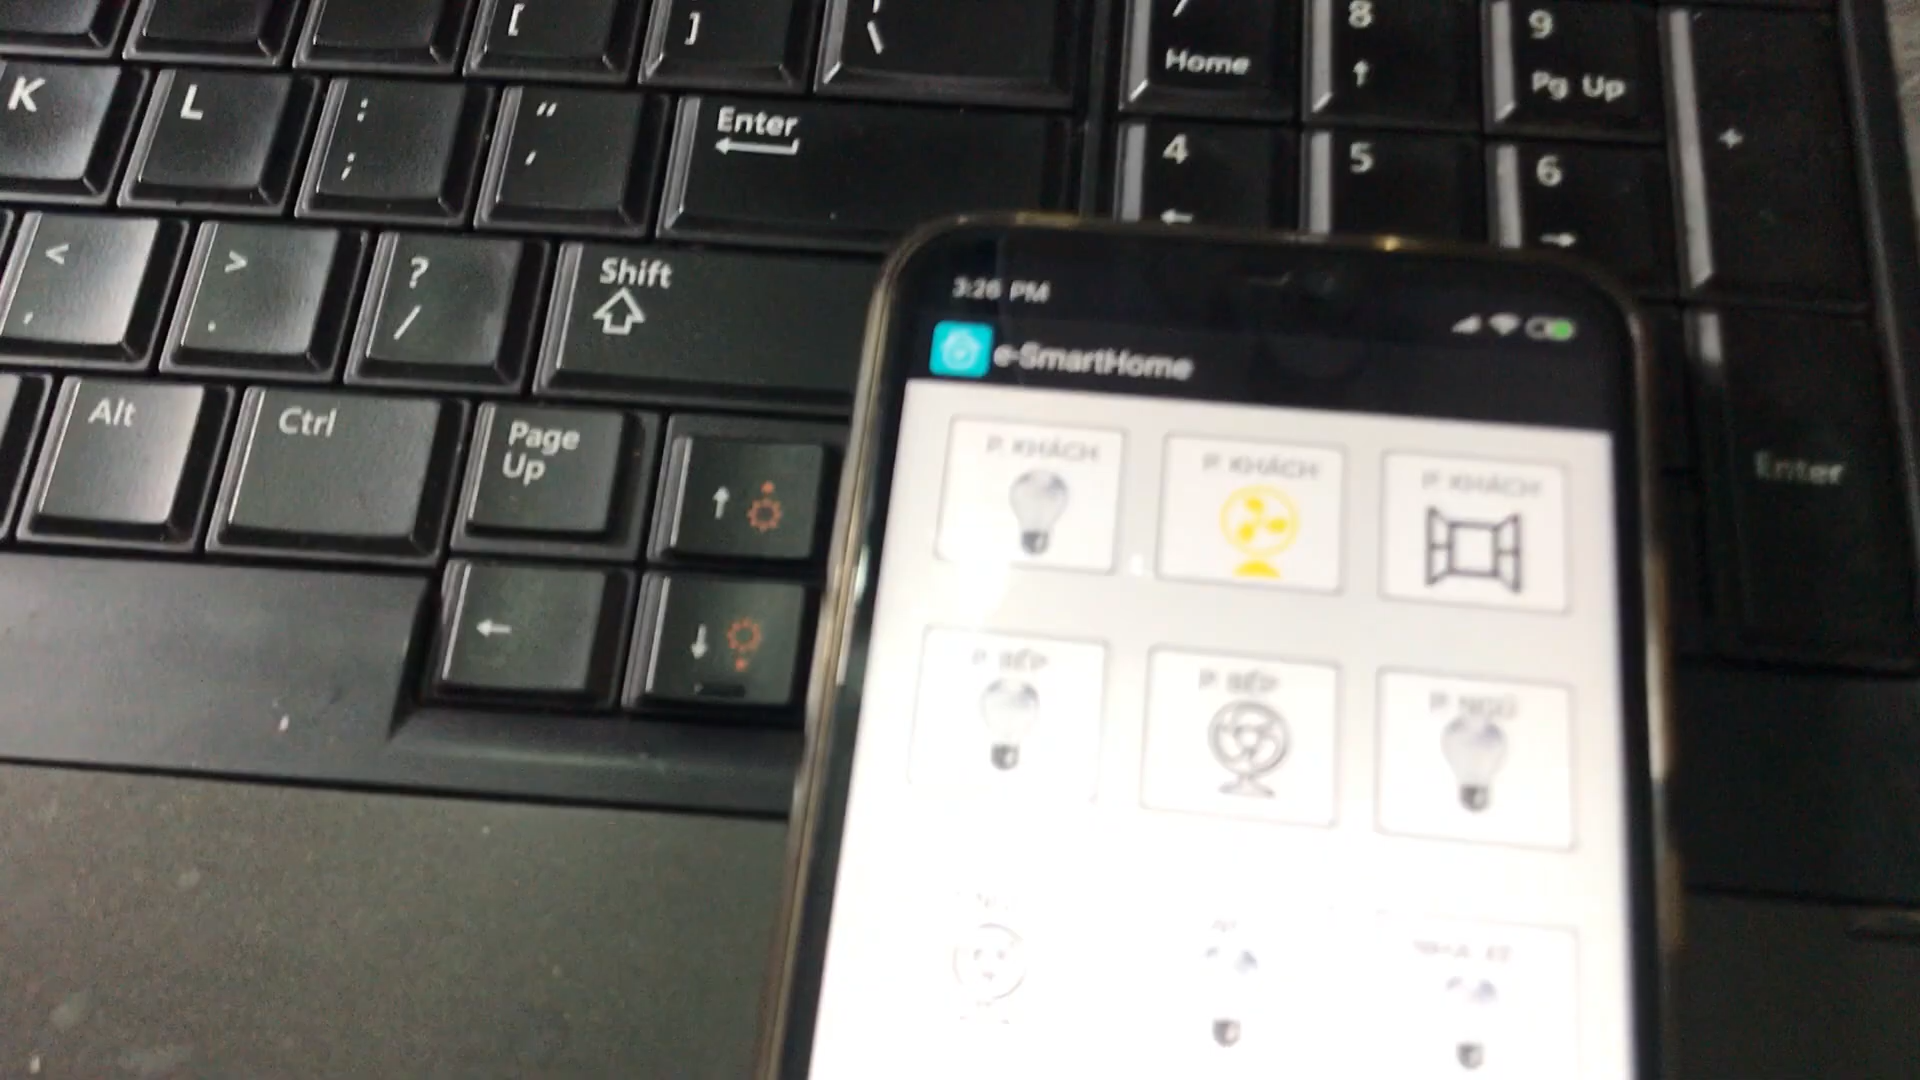 [
]
\
7
Home
8
↑
9
Pg Up
K
L
:
;
"
'
Enter
4
←
5
6
→
+
<
,
>
.
?
/
Shift
3:26 PM
e-SmartHome
Alt
Ctrl
Page
Up
↑
Enter
P. KHÁCH
P. KHÁCH
P. KHÁCH
←
↓
P. BẾP
P. BẾP
P. NGỦ